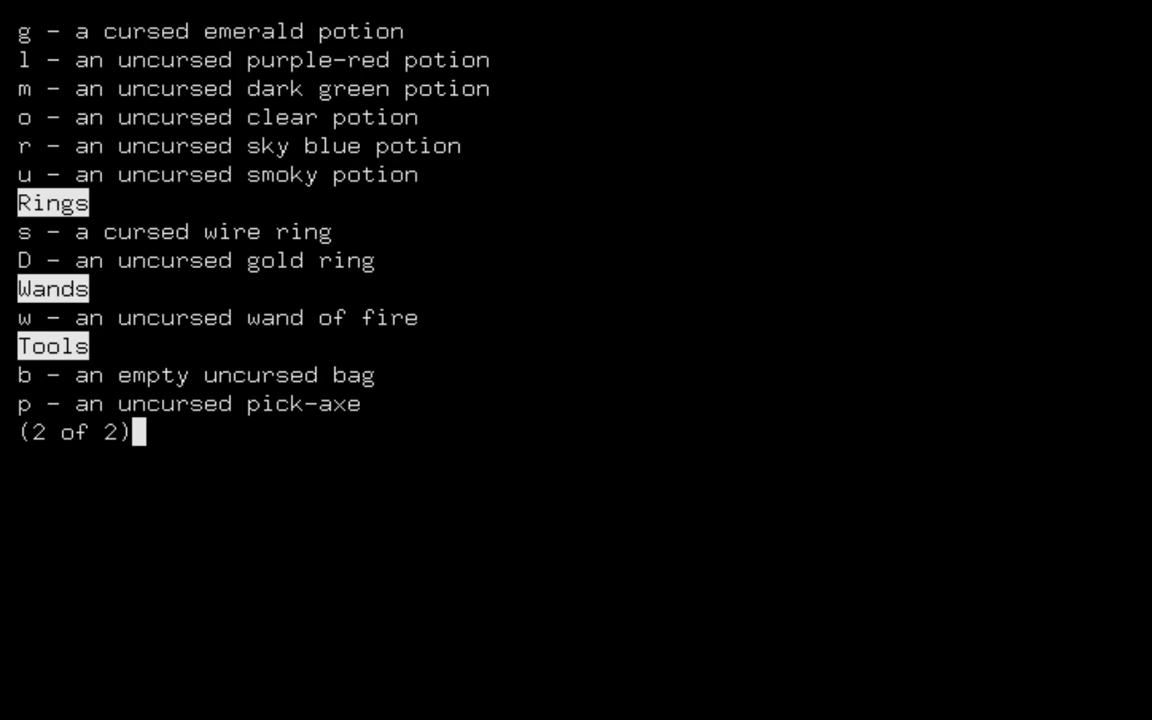 g - a cursed emerald potion
l - an uncursed purple-red potion
m - an uncursed dark green potion
o - an uncursed clear potion
r - an uncursed sky blue potion
u - an uncursed smoky potion
Rings
s - a cursed wire ring
D - an uncursed gold ring
Wands
w - an uncursed wand of fire
Tools
b - an empty uncursed bag
p - an uncursed pick-axe
(2 of 2)